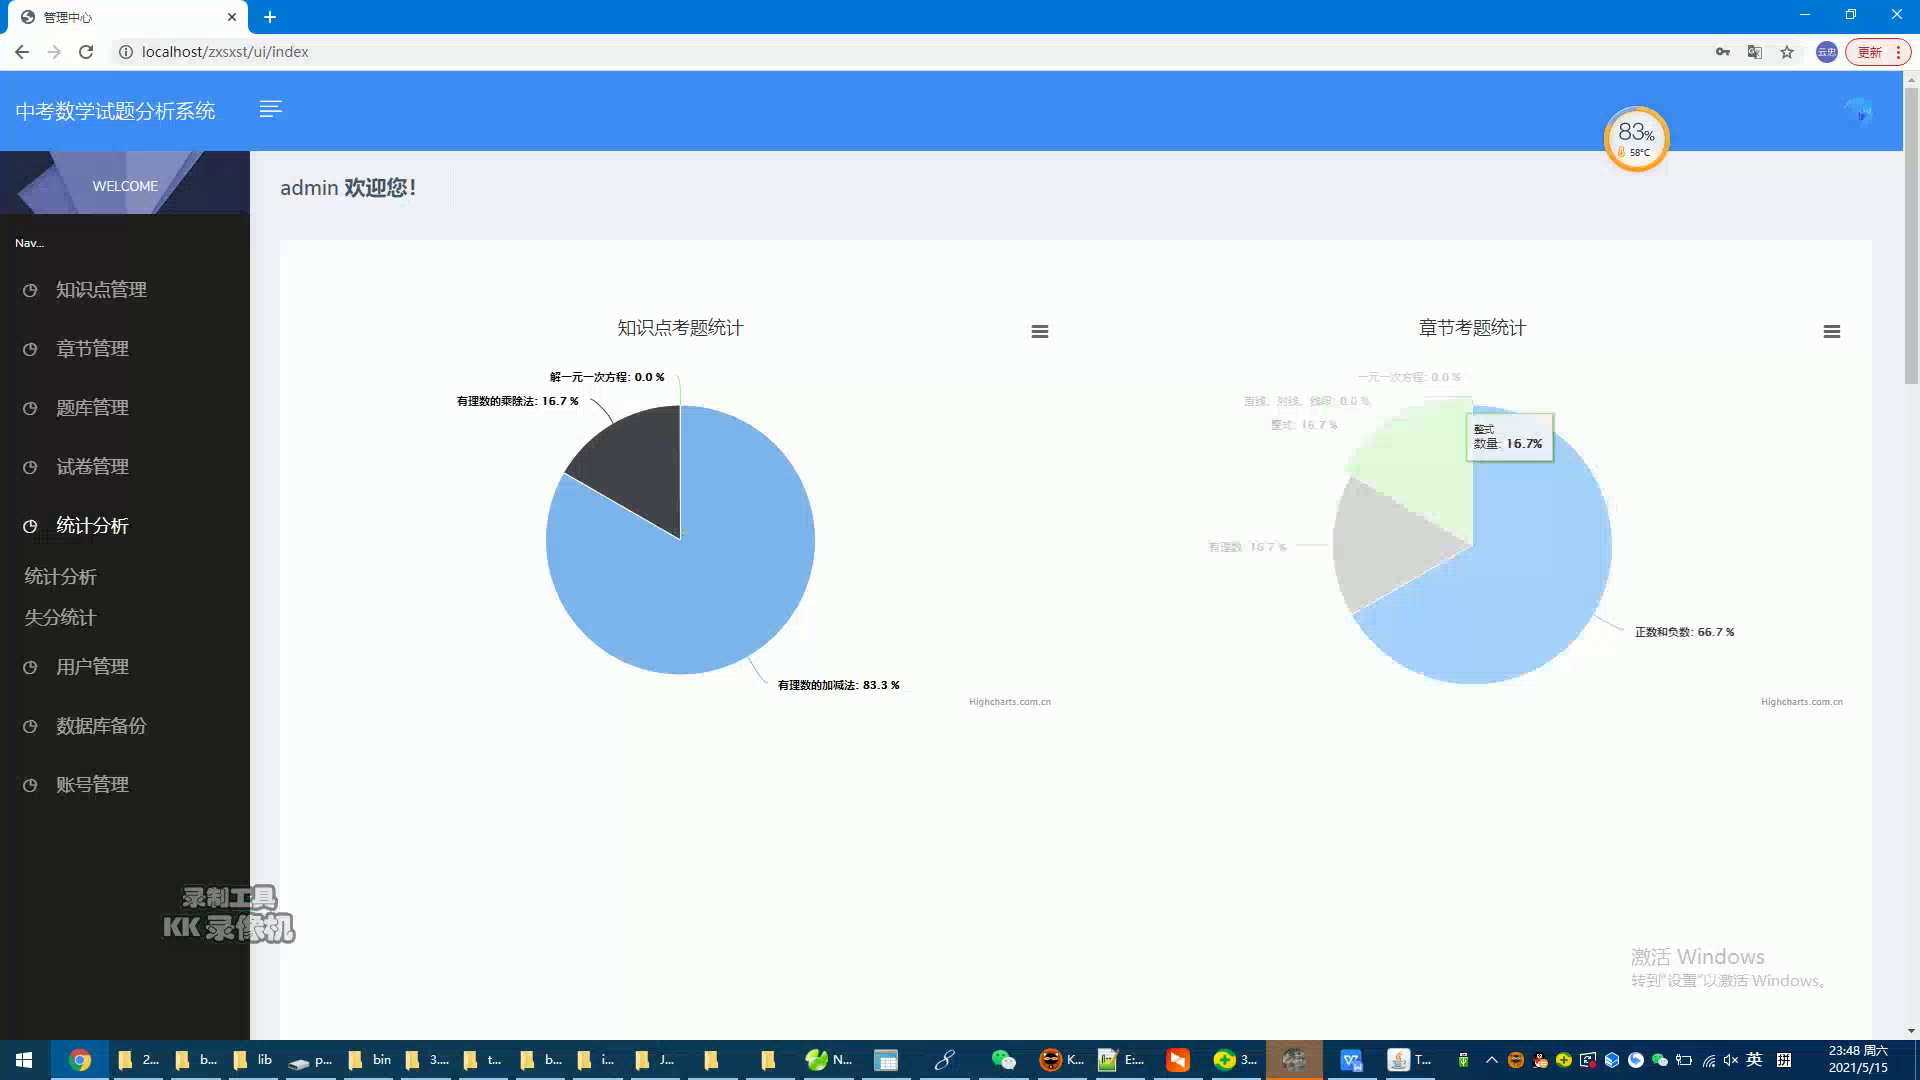 管理中心
localhost/zxsxst/ui/index
云忠
更新
中考数学试题分析系统
83%
58°C
WELCOME
admin 欢迎您!
Nav...
知识点管理
章节管理
题库管理
试卷管理
统计分析
统计分析
失分统计
用户管理
数据库备份
账号管理
知识点考题统计
解一元一次方程: 0.0 %
有理数的乘除法: 16.7 %
有理数的加减法: 83.3 %
Highcharts.com.cn
章节考题统计
一元一次方程: 0.0 %
直线、射线、线段: 0.0 %
整式: 16.7 %
整式
数量: 16.7%
有理数: 16.7 %
正数和负数: 66.7 %
Highcharts.com.cn
录制工具
KK 录像机
激活 Windows
转到"设置"以激活 Windows。
2...
b...
lib
p...
bin
3....
t...
b...
i...
J...
N...
K...
E:...
3...
T...
英
拼
23:48 周六
2021/5/15